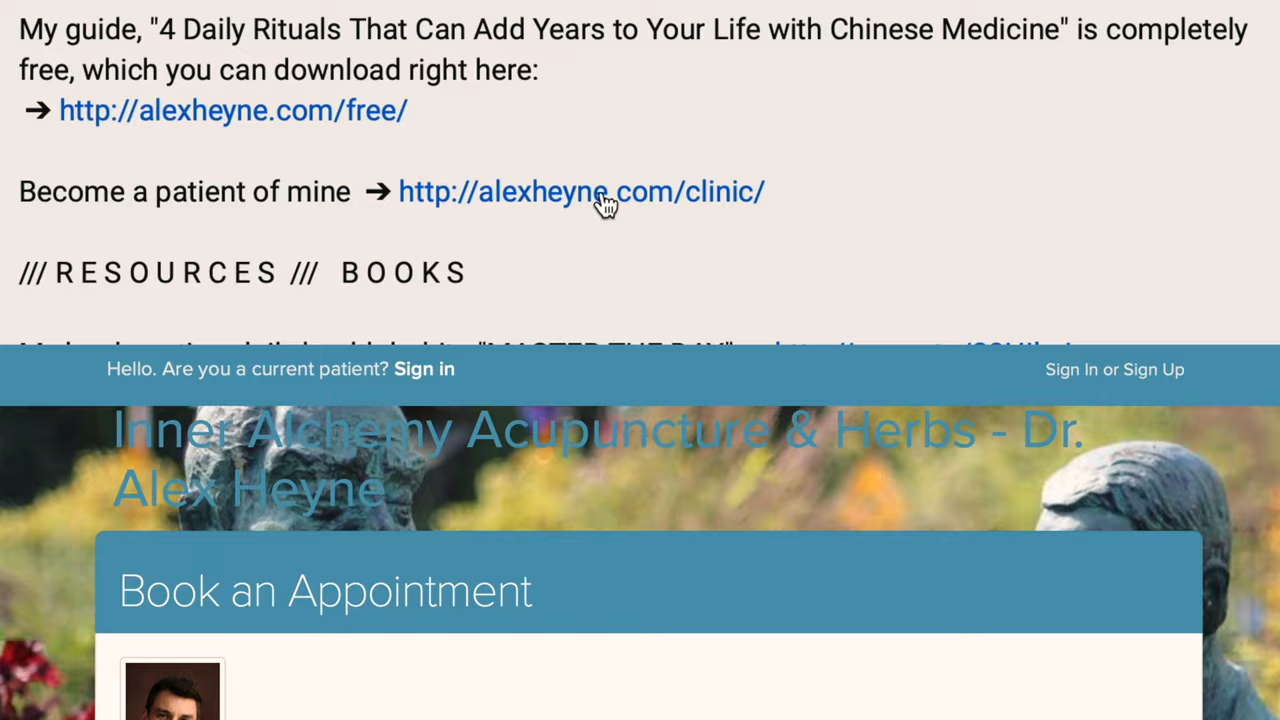 My guide, "4 Daily Rituals That Can Add Years to Your Life with Chinese Medicine" is completely
free, which you can download right here:
➔ http://alexheyne.com/free/
Become a patient of mine ➔ http://alexheyne.com/clinic/
/// R E S O U R C E S /// B O O K S
Hello. Are you a current patient? Sign in
Sign In or Sign Up
Inner Alchemy Acupuncture & Herbs - Dr.
Alex Heyne
Book an Appointment